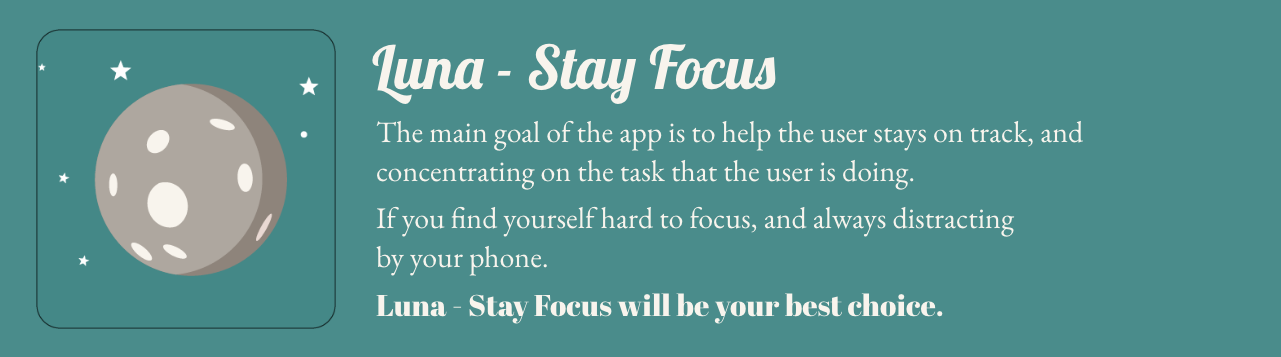 Luna - Stay Focus
The main goal of the app is to help the user stays on track, and
concentrating on the task that the user is doing.
If you find yourself hard to focus, and always distracting
by your phone.
Luna - Stay Focus will be your best choice.